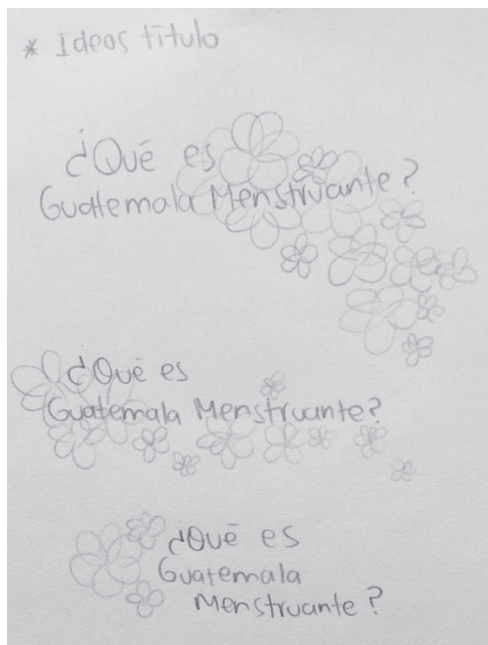 * Ideas título
¿Qué es
Guatemala Menstruante?
¿Qué es
Guatemala Menstruante?
¿Qué es
Guatemala
Menstruante?